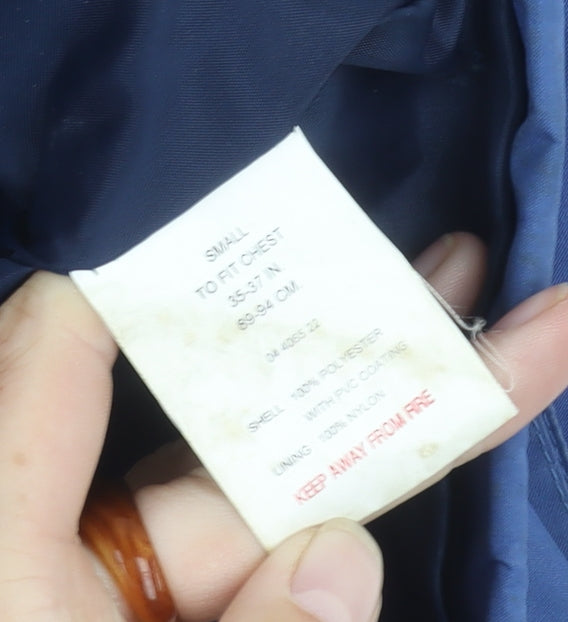 SMALL
TO FIT CHEST
35-37 IN.
89-94 CM.
04 4065 22
SHELL 100% POLYESTER
WITH PVC COATING
LINING 100% NYLON
KEEP AWAY FROM FIRE